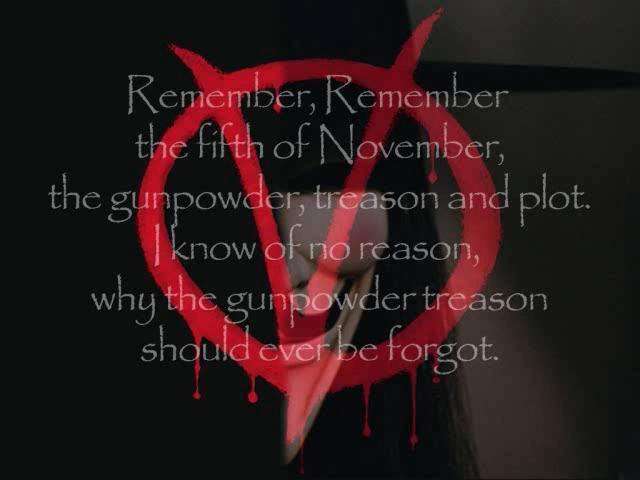 Remember, Remember
the fifth of November,
the gunpowder, treason and plot.
I know of no reason,
why the gunpowder treason
should ever be forgot.